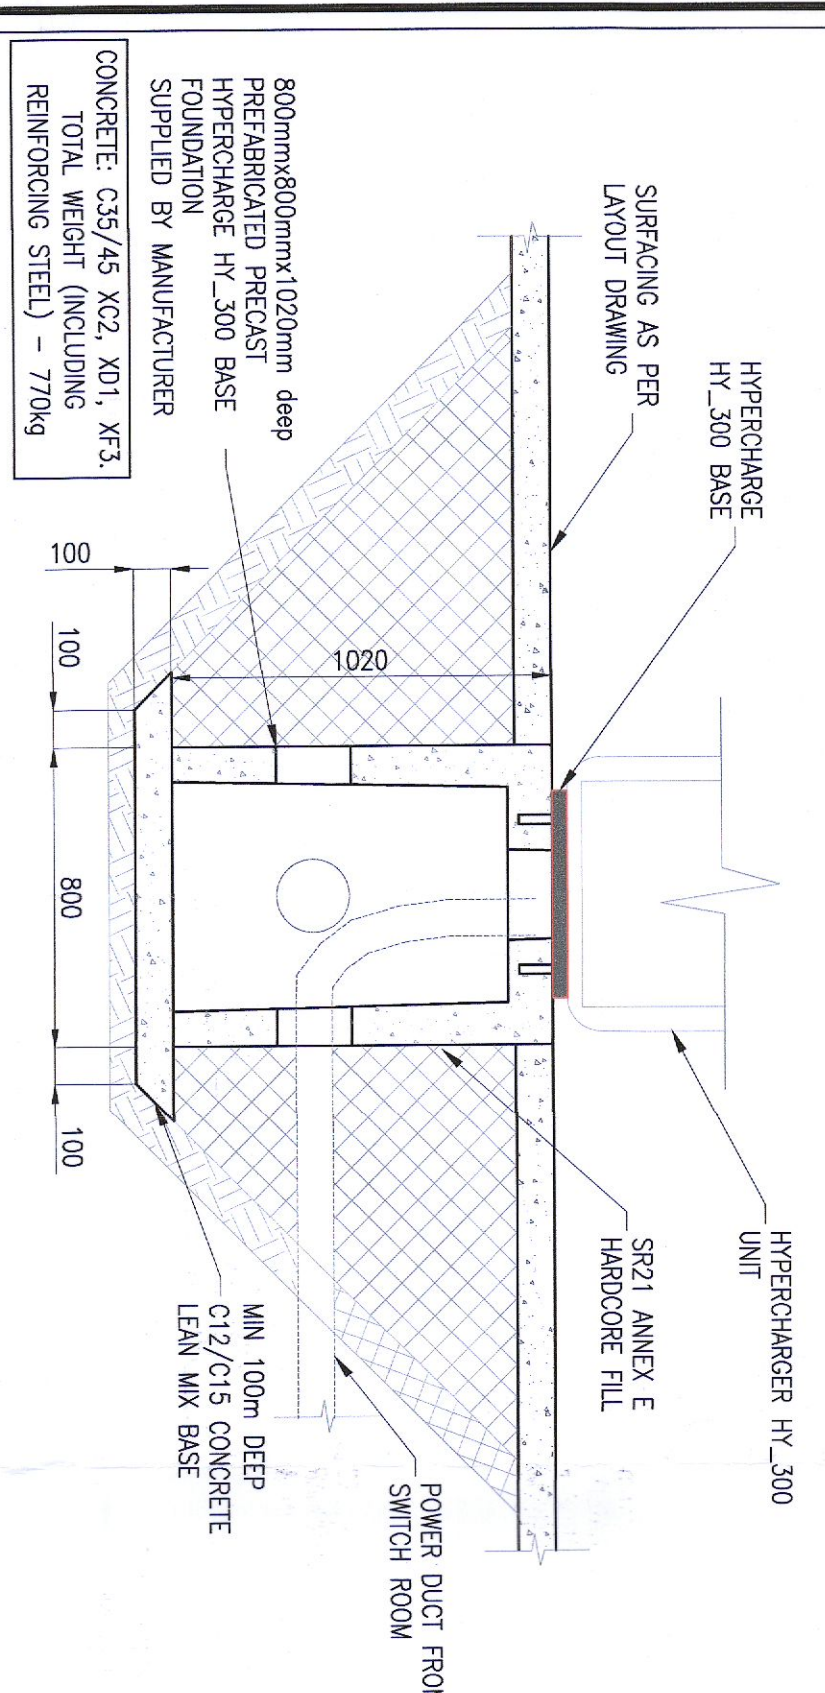 HYPERCHARGE
HY_300 BASE
HYPERCHARGER HY_300
UNIT
SURFACING AS PER
LAYOUT DRAWING
SR21 ANNEX E
HARDCORE FILL
800mmx800mmx1020mm deep
PREFABRICATED PRECAST
HYPERCHARGE HY_300 BASE
FOUNDATION
SUPPLIED BY MANUFACTURER
1020
POWER DUCT FROM
SWITCH ROOM
MIN 100m DEEP
C12/C15 CONCRETE
LEAN MIX BASE
100
100
800
100
CONCRETE: C35/45 XC2, XD1, XF3.
TOTAL WEIGHT (INCLUDING
REINFORCING STEEL) - 770kg